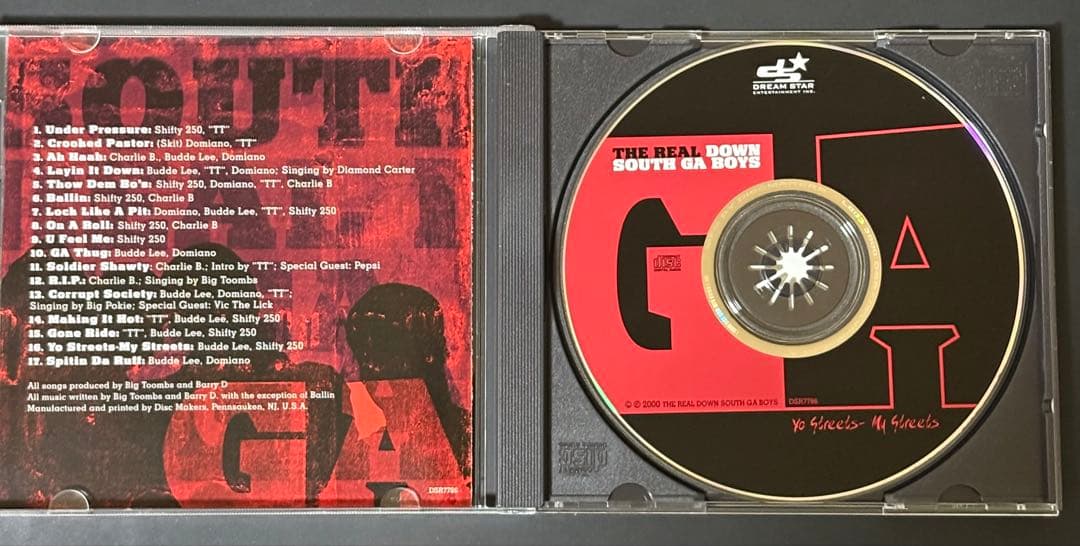 SOUTH
1. Under Pressure: Shifty 250, "TT"
2. Crooked Pastor: (Skit) Domiano, "TT"
3. Ah Haah: Charlie B., Budde Lee, Domiano
4. Layin It Down: Budde Lee, "TT", Domiano; Singing by Diamond Carter
5. Thow Dem Bo's: Shifty 250, Domiano, "TT", Charlie B
6. Ballin: Shifty 250, Charlie B
7. Loch Like A Pit: Domiano, Budde Lee, "TT", Shifty 250
8. On A Roll: Shifty 250, Charlie B
9. U Feel Me: Shifty 250
10. GA Thug: Budde Lee, Domiano
11. Soldier Shawty: Charlie B.; Intro by "TT"; Special Guest: Pepsi
12. R.I.P.: Charlie B.; Singing by Big Toombs
13. Corrupt Society: Budde Lee, Domiano, "TT";
Singing by Big Pokie; Special Guest: Vic The Lick
14. Making It Hot: "TT", Budde Lee, Shifty 250
15. Gone Ride: "TT", Budde Lee, Shifty 250
16. Yo Streets-My Streets: Budde Lee, Shifty 250
17. Spitin Da Ruff: Budde Lee, Domiano
All songs produced by Big Toombs and Barry D
All music written by Big Toombs and Barry D. with the exception of Ballin
Manufactured and printed by Disc Makers, Pennsauken, NJ, U.S.A.
GA
DSR7786
ds
DREAM STAR
ENTERTAINMENT INC.
THE REAL DOWN
SOUTH GA BOYS
GA
COMPACT
disc
DIGITAL AUDIO
© ℗ 2000 THE REAL DOWN SOUTH GA BOYS
DSR7786
Yo Streets- My Streets
disc